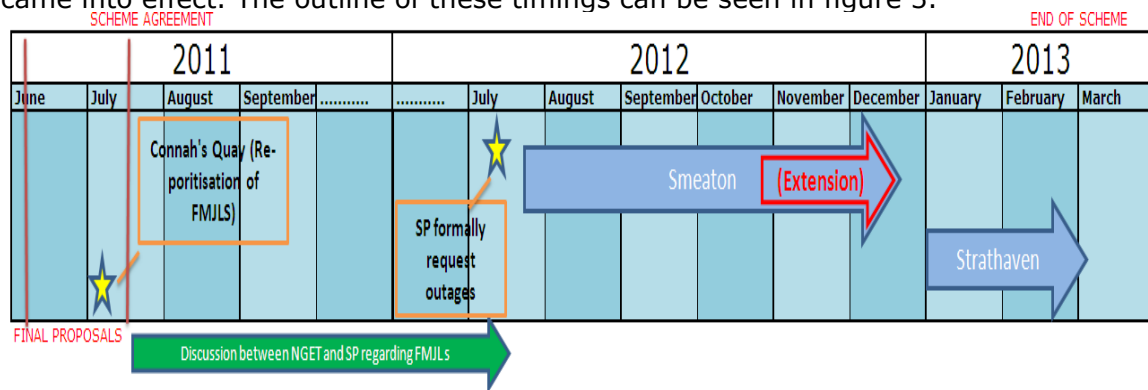 came into effect. The outline of these timings can be seen in figure 3.
SCHEME AGREEMENT
END OF SCHEME
2011
2012
2013
June
July
August
September
...........
...........
July
August
September
October
November
December
January
February
March
Connah's Quay (Re-
poritisation of
FMJLS)
SP formally
request
outages
Smeaton
(Extension)
Strathaven
FINAL PROPOSALS
Discussion between NGET and SP regarding FMJLs